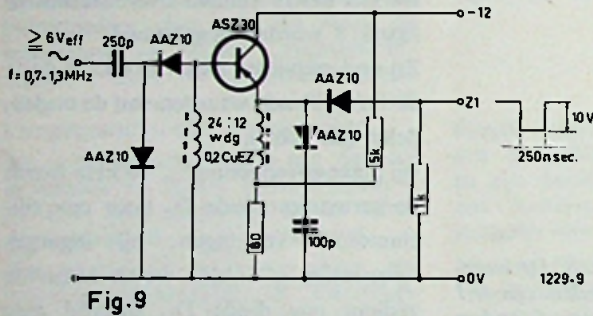 ASZ30
≥ 6Veff
250p
AAZ10
f=0,7-1,3MHz
AAZ10
24:12
wdg
0,2CuEZ
AAZ10
AAZ10
5k
1k
60
100p
-12
Z1
10V
250nsec.
0V
1229-9
Fig.9